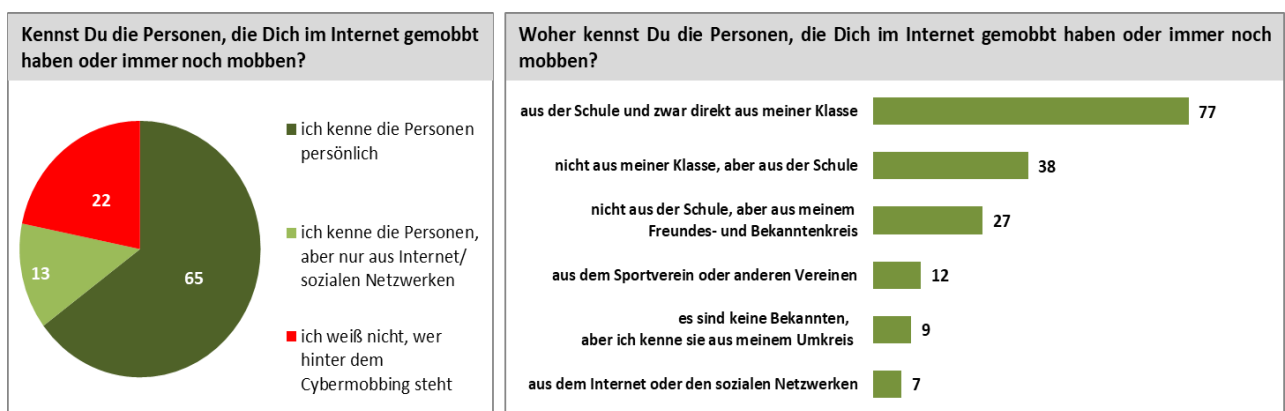 Kennst Du die Personen, die Dich im Internet gemobbt
haben oder immer noch mobben?
ich kenne die Personen
persönlich
ich kenne die Personen,
aber nur aus Internet/
sozialen Netzwerken
ich weiß nicht, wer
hinter dem
Cybermobbing steht
22
13
65
Woher kennst Du die Personen, die Dich im Internet gemobbt haben oder immer noch
mobben?
aus der Schule und zwar direkt aus meiner Klasse 77
nicht aus meiner Klasse, aber aus der Schule 38
nicht aus der Schule, aber aus meinem
Freundes- und Bekanntenkreis 27
aus dem Sportverein oder anderen Vereinen 12
es sind keine Bekannten,
aber ich kenne sie aus meinem Umkreis 9
aus dem Internet oder den sozialen Netzwerken 7